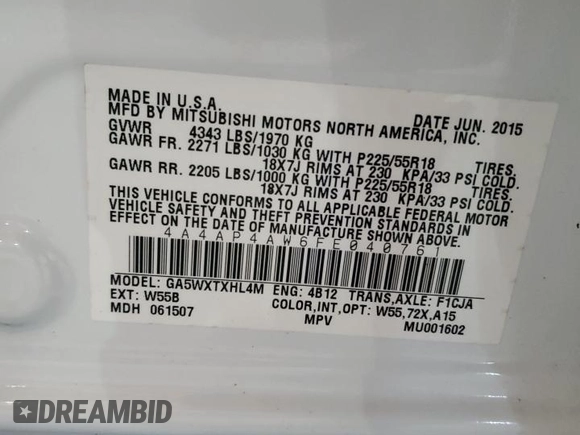 MADE IN U.S.A. DATE JUN. 2015
MFD BY MITSUBISHI MOTORS NORTH AMERICA, INC.
GVWR 4343 LBS/1970 KG
GAWR FR. 2271 LBS/1030 KG WITH P225/55R18 TIRES.
18X7J RIMS AT 230 KPA/33 PSI COLD.
GAWR RR. 2205 LBS/1000 KG WITH P225/55R18 TIRES.
18X7J RIMS AT 230 KPA/33 PSI COLD.
THIS VEHICLE CONFORMS TO ALL APPLICABLE FEDERAL MOTOR
VEHICLE SAFETY AND THEFT PREVENTION STANDARDS IN
EFFECT ON THE DATE OF MANUFACTURE SHOWN ABOVE.
4A4AP4AW6FE040761
MODEL: GA5WXTXHL4M ENG: 4B12 TRANS,AXLE: F1CJA
EXT: W55B COLOR,INT,OPT: W55,72X,A15
MDH 061507 MPV MU001602
DREAMBID